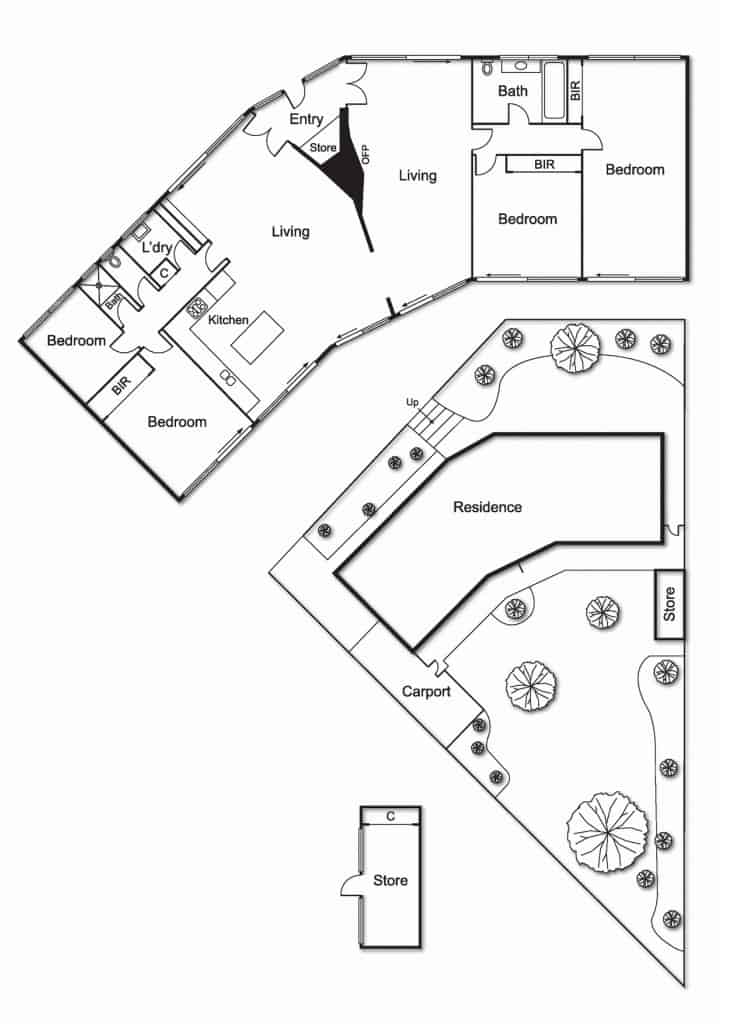 Bath
BIR
Entry
Store
OFP
Living
BIR
Bedroom
Bedroom
Living
L'dry
C
Bath
Kitchen
Bedroom
BIR
Bedroom
Up
Residence
Store
Carport
C
Store